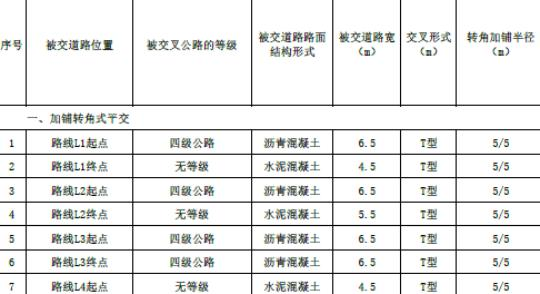 序号 被交道路位置 被交叉公路的等级 被交道路路面结构形式 被交道路宽（m） 交叉形式（m） 转角加铺半径（m）
一、加铺转角式平交
1 路线L1起点 四级公路 沥青混凝土 6.5 T型 5/5
2 路线L1终点 无等级 水泥混凝土 4.5 T型 5/5
3 路线L2起点 四级公路 沥青混凝土 6.5 T型 5/5
4 路线L2终点 无等级 水泥混凝土 5.5 T型 5/5
5 路线L3起点 四级公路 沥青混凝土 6.5 T型 5/5
6 路线L3终点 四级公路 沥青混凝土 6.5 T型 5/5
7 路线L4起点 无等级 水泥混凝土 4.5 T型 5/5